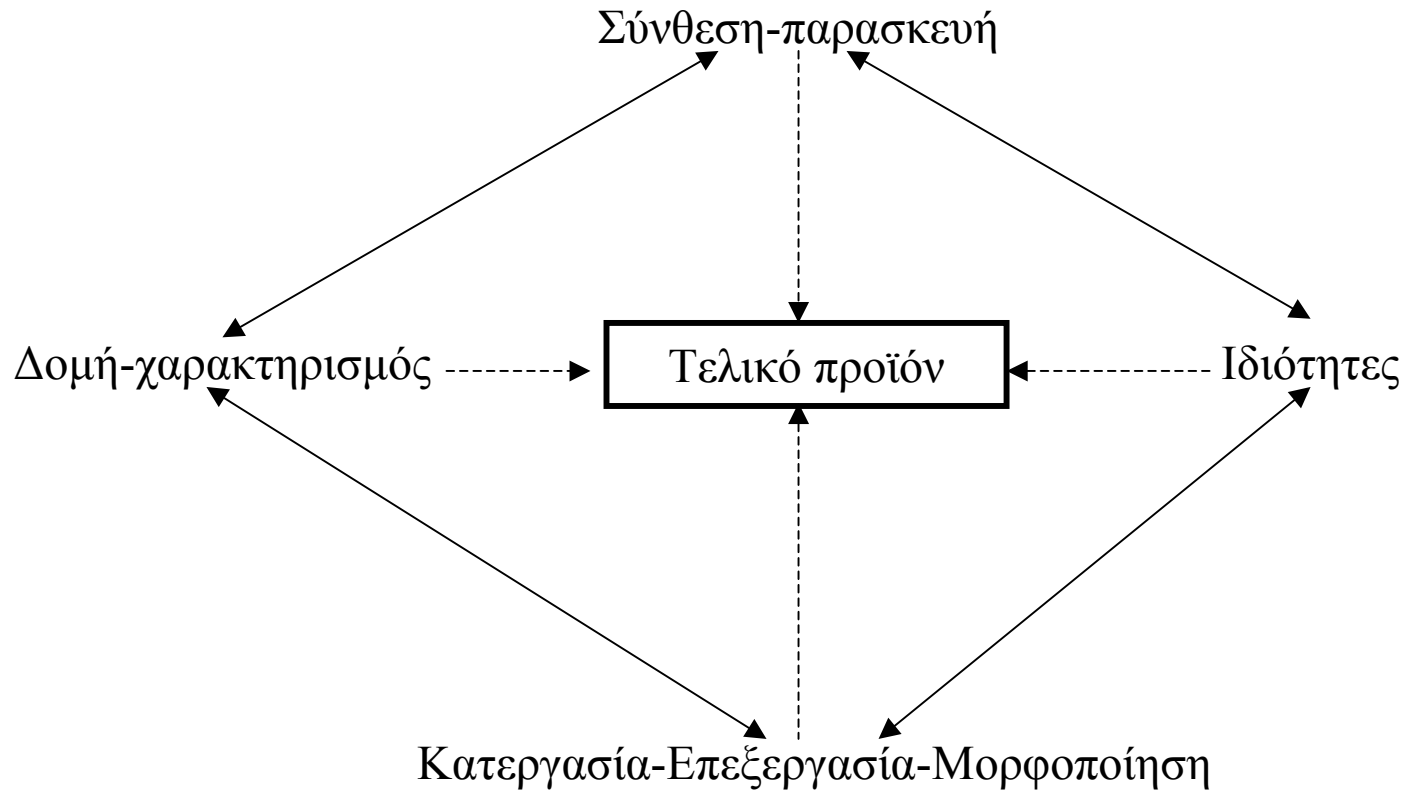 Σύνθεση-παρασκευή
Δομή-χαρακτηρισμός
Τελικό προϊόν
Ιδιότητες
Κατεργασία-Επεξεργασία-Μορφοποίηση